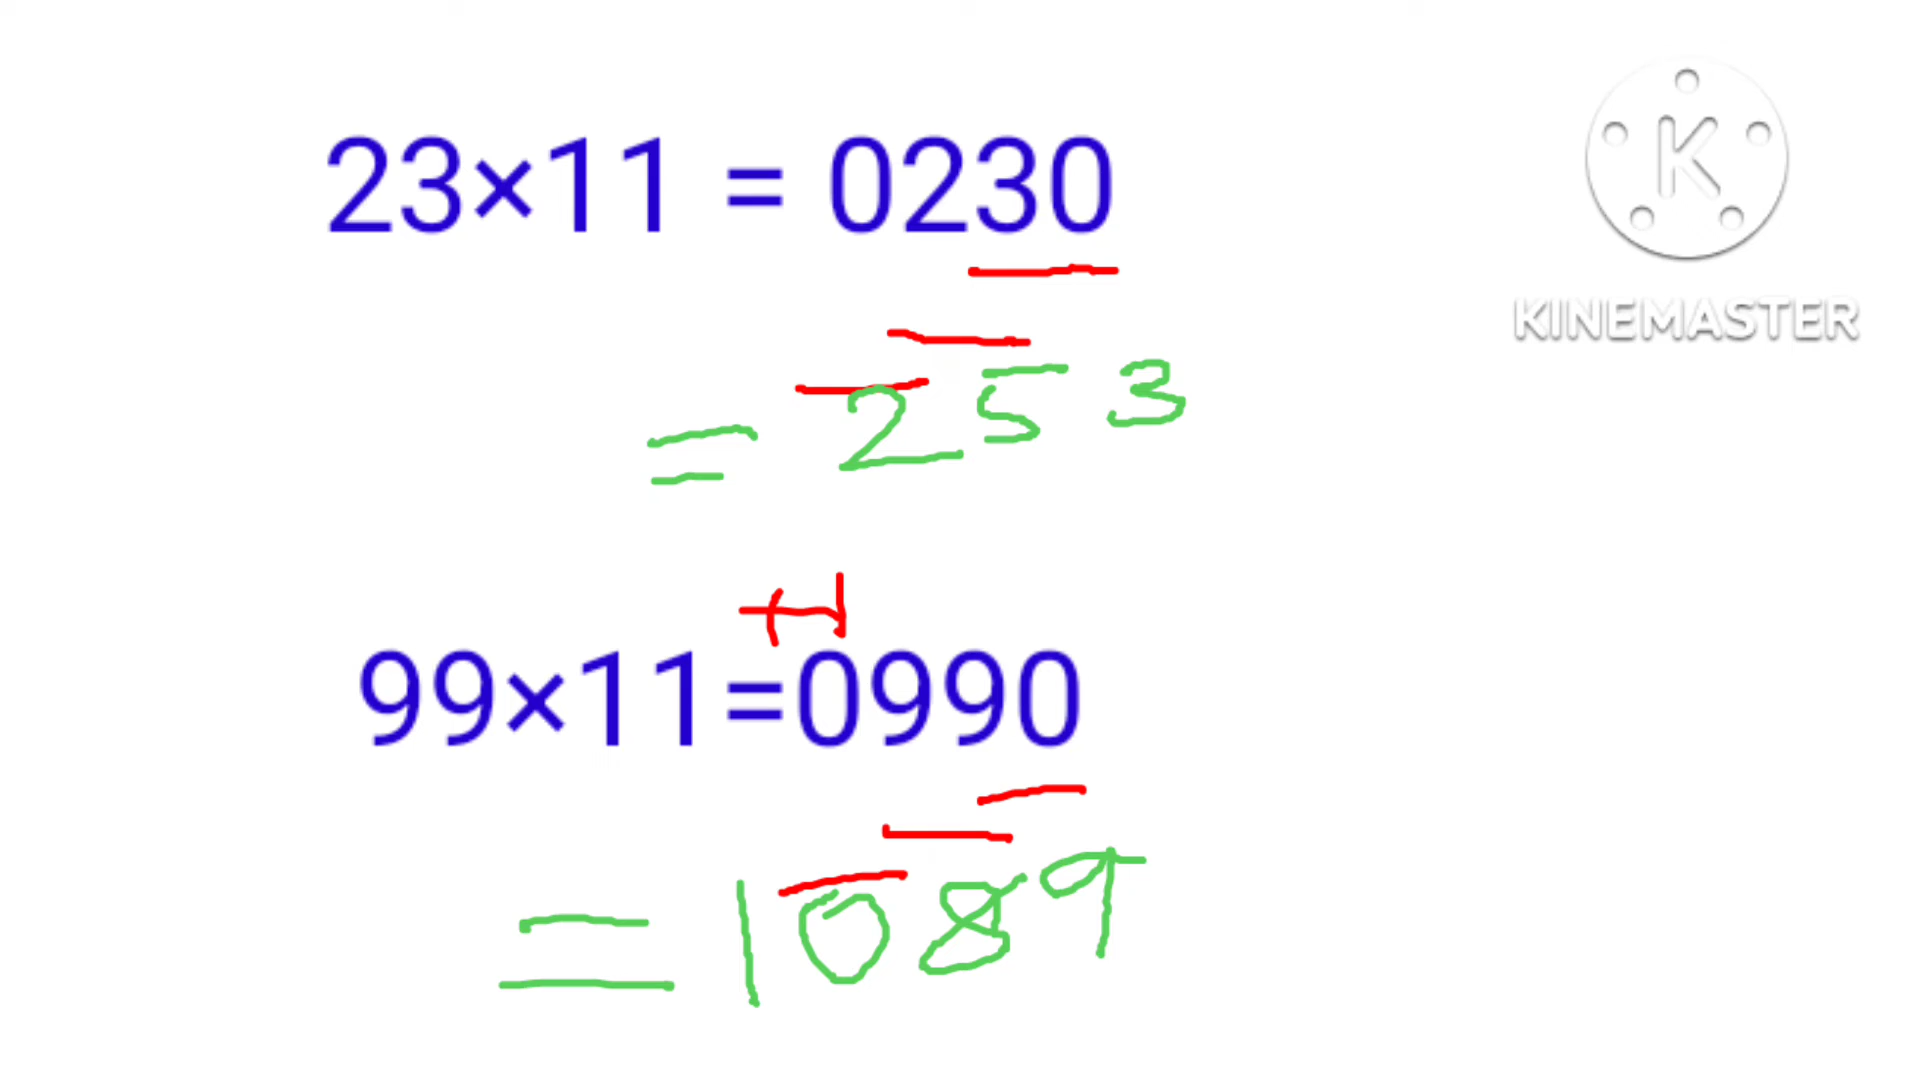 23×11 = 0230
K
KINEMASTER
= 253
+1
99×11=0990
=1089